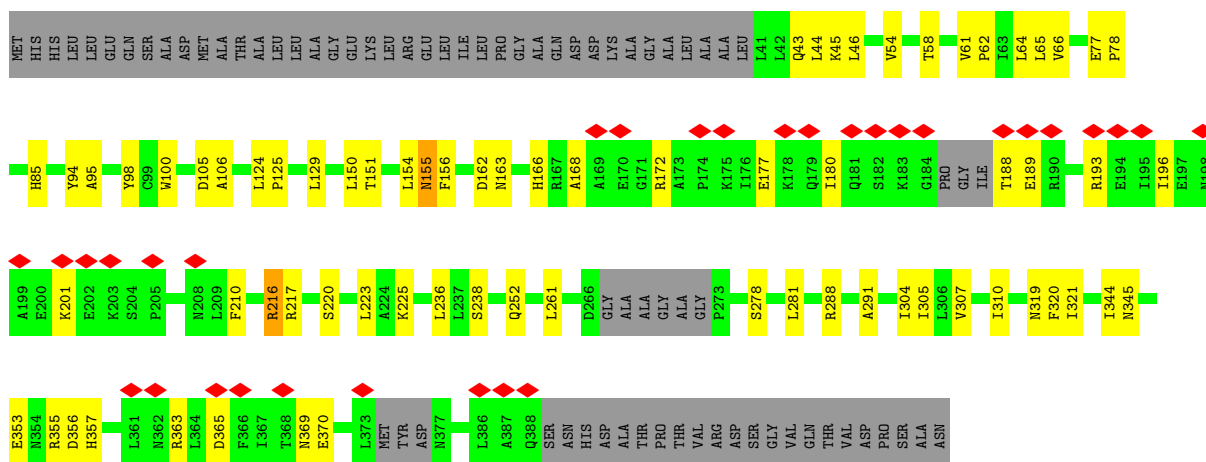 MET HIS HIS LEU LEU GLU GLN SER ALA ASP MET ALA THR ALA LEU LEU ALA GLY GLU LYS LEU ARG GLU LEU ILE LEU PRO GLY ALA GLN ASP ASP LYS ALA GLY ALA LEU ALA ALA LEU L41 L42 Q43 L44 K45 L46 V54 T58 V61 P62 I63 L64 L65 V66 E77 P78
H85 Y94 A95 Y98 C99 W100 D105 A106 L124 P125 L129 L150 T151 L154 N155 F156 D162 N163 H166 R167 A168 A169 E170 G171 R172 A173 P174 K175 I176 E177 K178 Q179 I180 Q181 S182 K183 G184 PRO GLY ILE T188 E189 R190 R193 E194 I195 I196 E197 N198
A199 E200 K201 E202 K203 S204 P205 N208 L209 F210 R216 R217 S220 L223 A224 K225 L236 L237 S238 Q252 L261 D266 GLY ALA ALA GLY ALA GLY P273 S278 L281 R288 A291 I304 I305 L306 V307 I310 N319 F320 I321 I344 N345
E353 N354 R355 D356 H357 L361 N362 R363 L364 D365 F366 I367 T368 N369 E370 L373 MET TYR ASP N377 L386 A387 Q388 SER ASN HIS ASP ALA THR PRO THR VAL ARG ASP SER GLY VAL GLN THR VAL ASP PRO SER ALA ASN